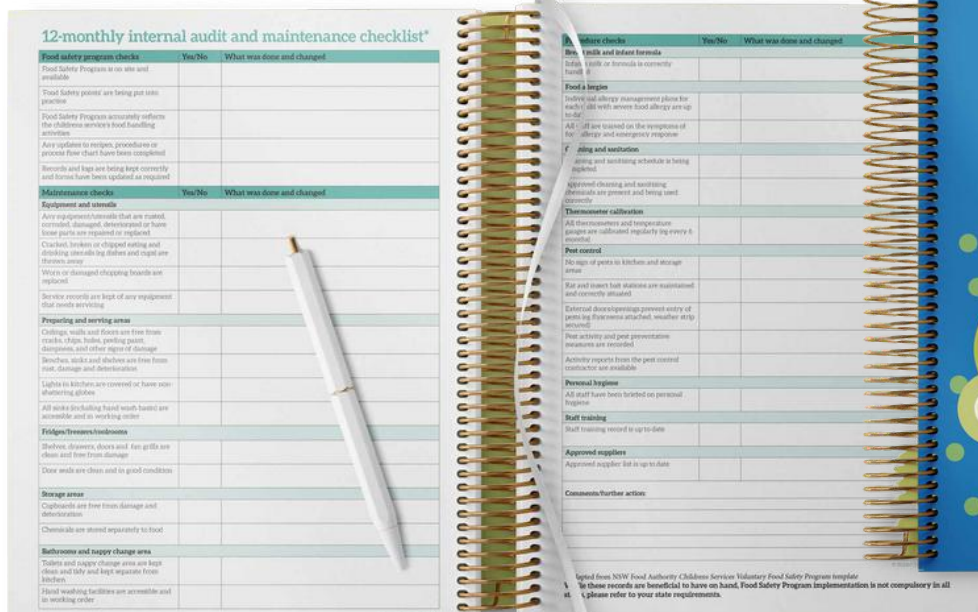 12-monthly internal audit and maintenance checklist*
Food safety program checks Yes/No What was done and changed
Food Safety Program is on site and
available
'Food Safety points' are being put into
practice
Food Safety Program accurately reflects
the childrens service's food handling
activities
Any updates to recipes, procedures or
process flow chart have been completed
Records and logs are being kept correctly
and forms have been updated as required
Maintenance checks Yes/No What was done and changed
Equipment and utensils
Any equipment/utensils that are rusted,
corroded, damaged, deteriorated or have
loose parts are repaired or replaced
Cracked, broken or chipped eating and
drinking utensils (eg dishes and cups) are
thrown away
Worn or damaged chopping boards are
replaced
Service records are kept of any equipment
that needs servicing
Preparing and serving areas
Ceilings, walls and floors are free from
cracks, chips, holes, peeling paint,
dampness, and other signs of damage
Benches, sinks and shelves are free from
rust, damage and deterioration
Lights in kitchen are covered or have non-
shattering globes
All sinks (including hand wash basin) are
accessible and in working order
Fridges/freezers/coolrooms
Shelves, drawers, doors and fan grills are
clean and free from damage
Door seals are clean and in good condition
Storage areas
Cupboards are free from damage and
deterioration
Chemicals are stored separately to food
Bathrooms and nappy change area
Toilets and nappy change area are kept
clean and tidy and kept separate from
kitchen
Hand washing facilities are accessible and
in working order
checks Yes/No What was done and changed
milk and infant formula
milk or formula is correctly
Food
allergy management plans for
with severe food allergy are up
All are trained on the symptoms of
allergy and emergency response
and sanitation
and sanitising schedule is being
cleaning and sanitising
chemicals are present and being used
correctly
Thermometer calibration
All thermometers and temperature
gauges are calibrated regularly (eg every 6
months)
Pest control
No sign of pests in kitchen and storage
areas
Rat and insect bait stations are maintained
and correctly situated
External doors/openings prevent entry of
pests (eg flyscreens attached, weather strip
secured)
Pest activity and pest preventative
measures are recorded
Activity reports from the pest control
contractor are available
Personal hygiene
All staff have been briefed on personal
hygiene
Staff training
Staff training record is up to date
Approved suppliers
Approved supplier list is up to date
Comments/further action:
from NSW Food Authority Childrens Services Voluntary Food Safety Program template
these records are beneficial to have on hand, Food Safety Program implementation is not compulsory in all
please refer to your state requirements.